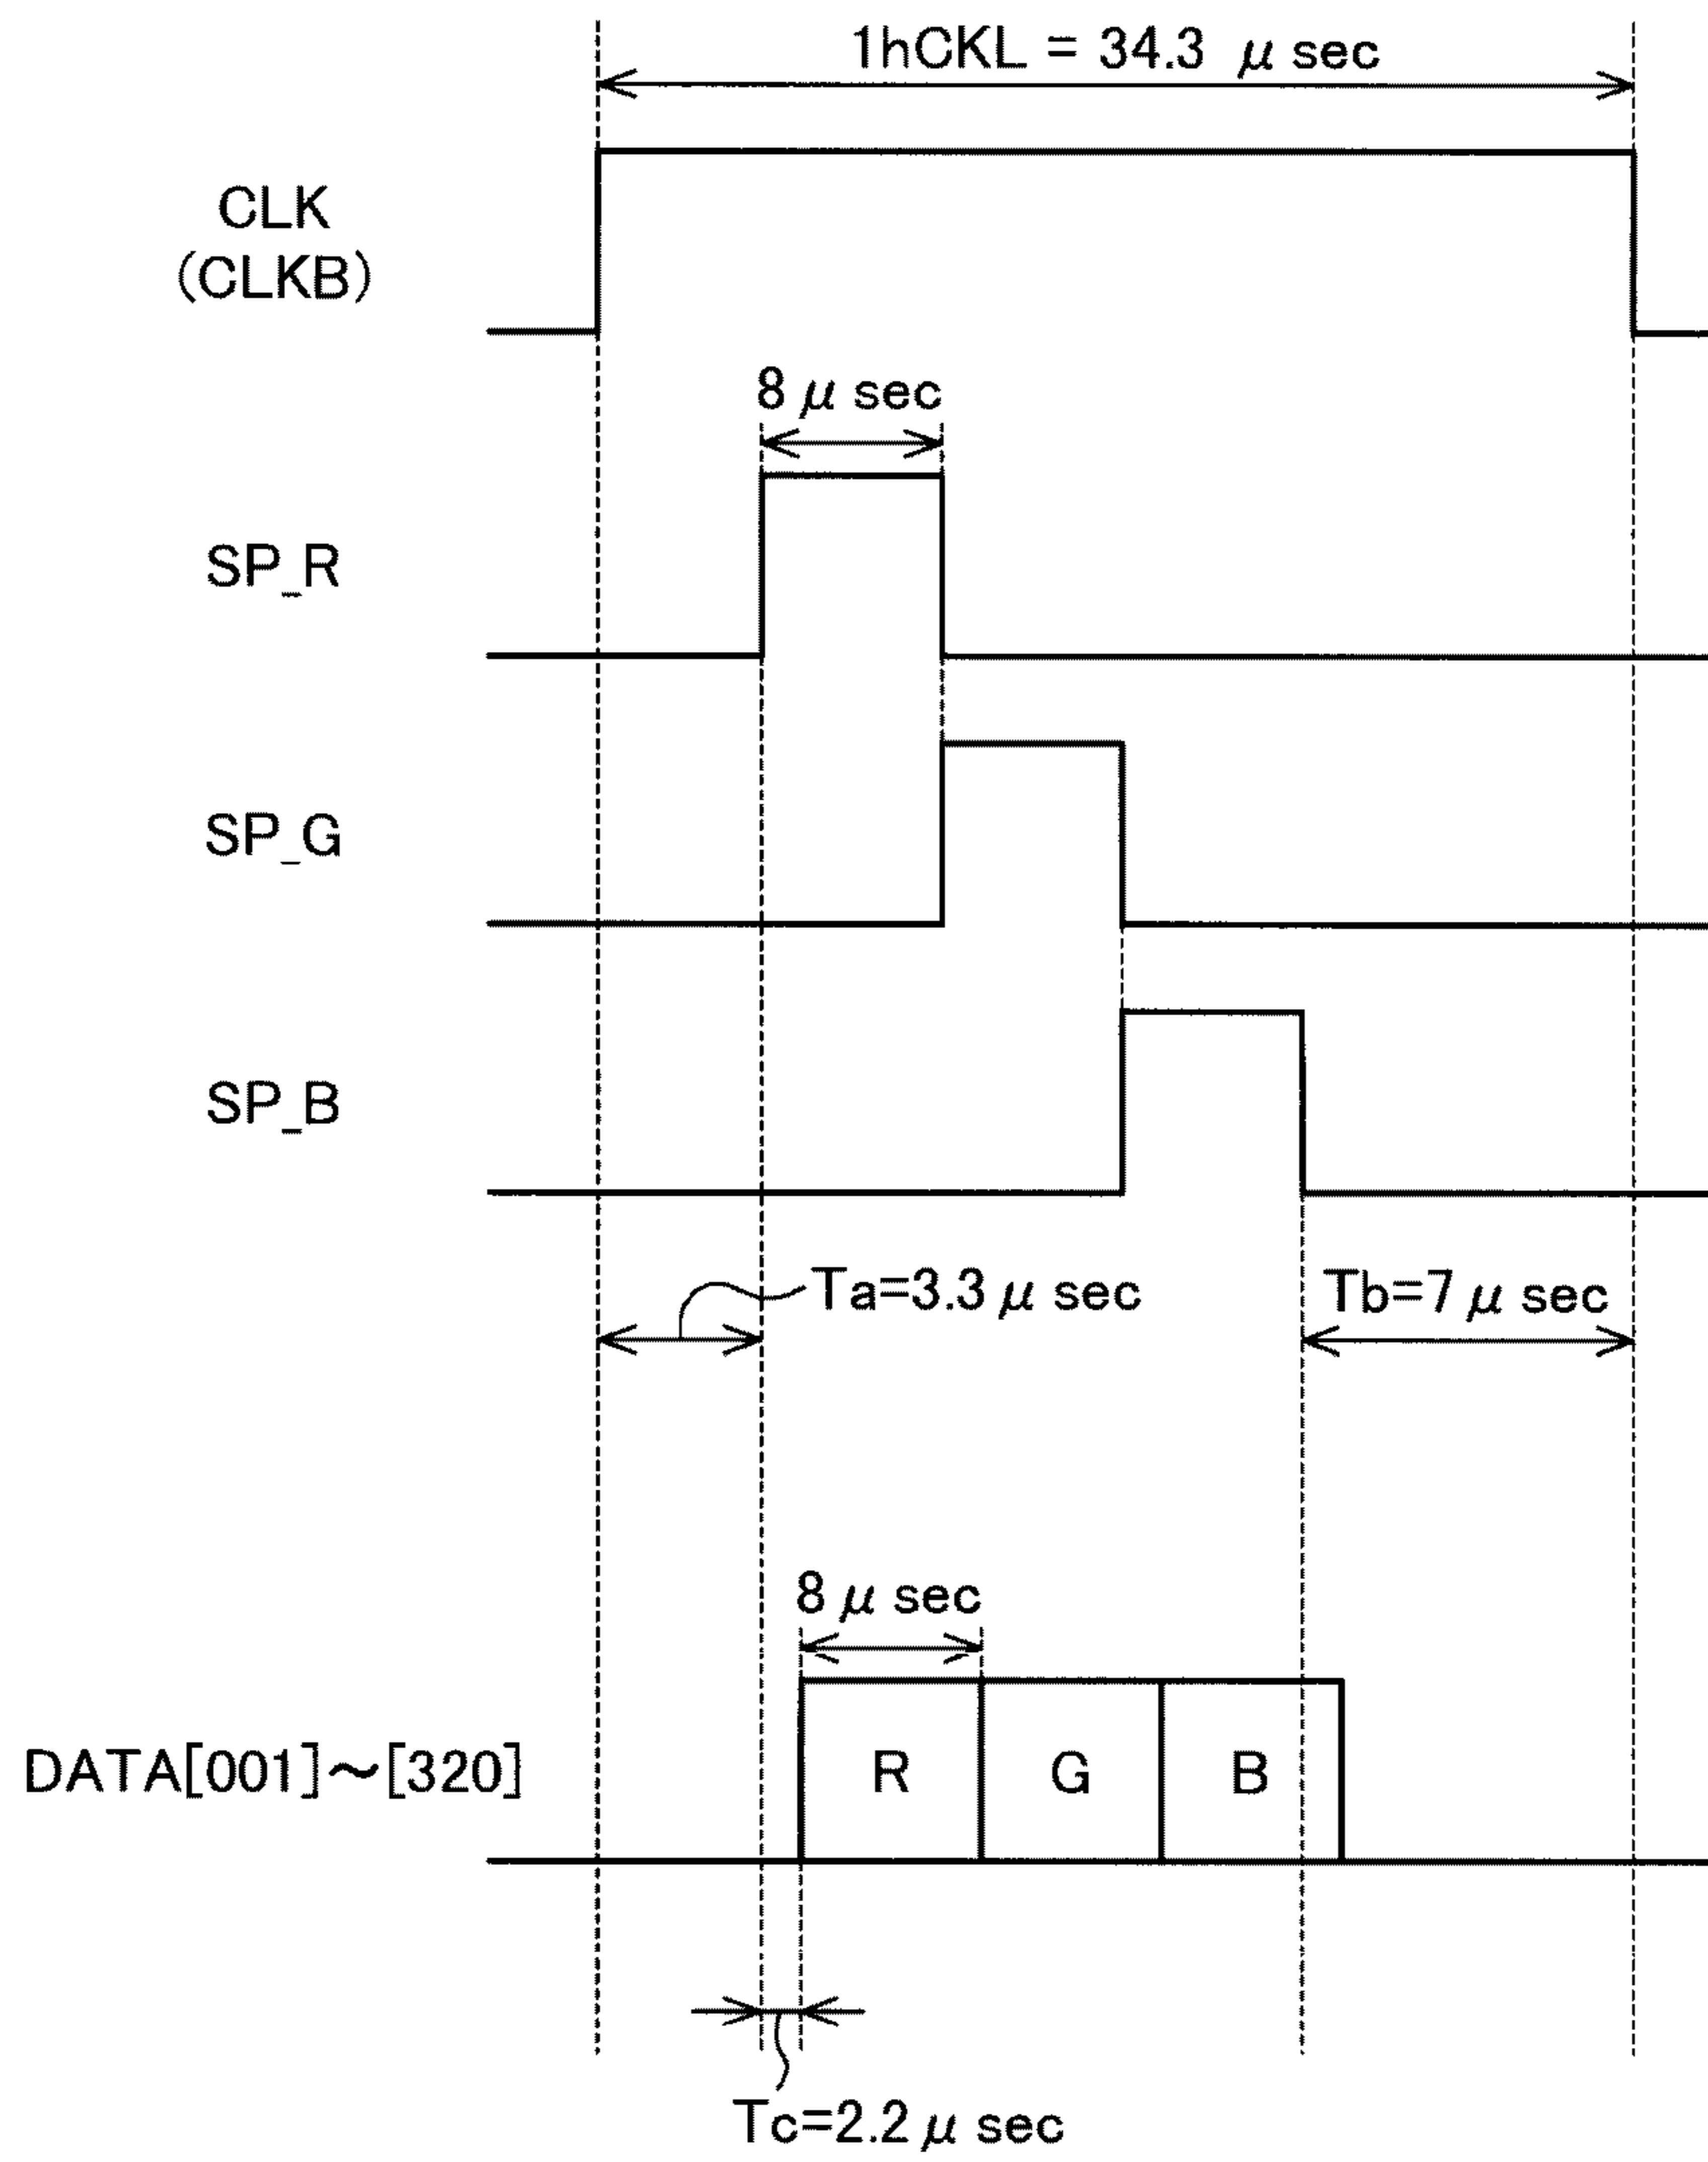 1hCKL = 34.3 μ sec
CLK
(CLKB)
8 μ sec
SP_R
SP_G
SP_B
Ta=3.3 μ sec
Tb=7 μ sec
8 μ sec
DATA[001]～[320]
R
G
B
Tc=2.2 μ sec